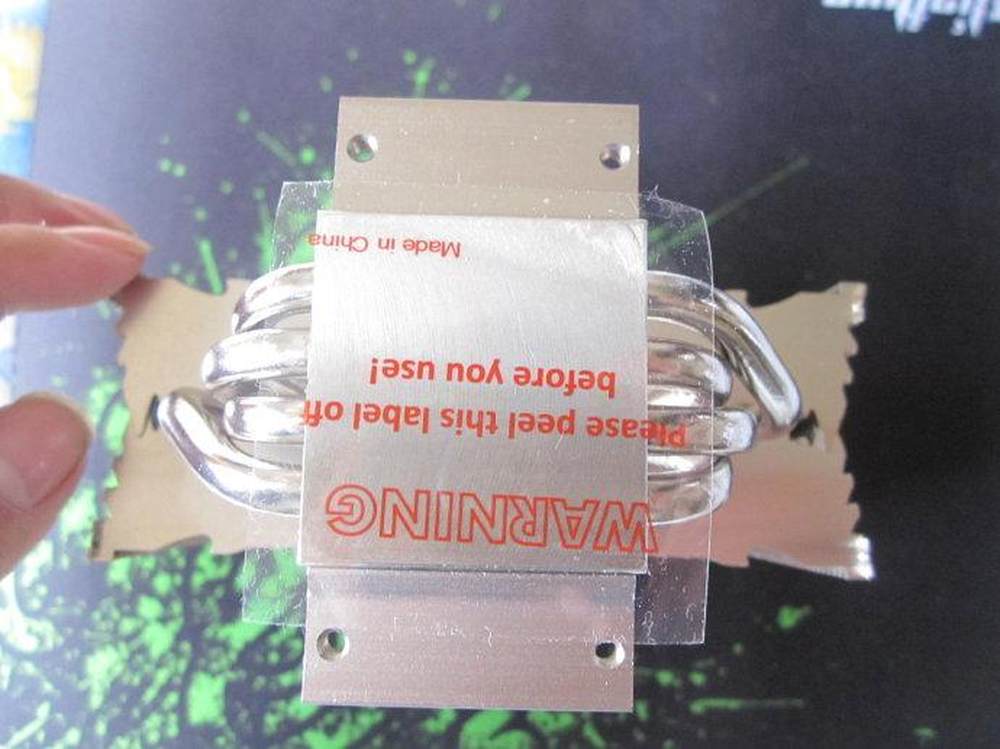 WARNING
Please peel this label off
before you use!
Made in China